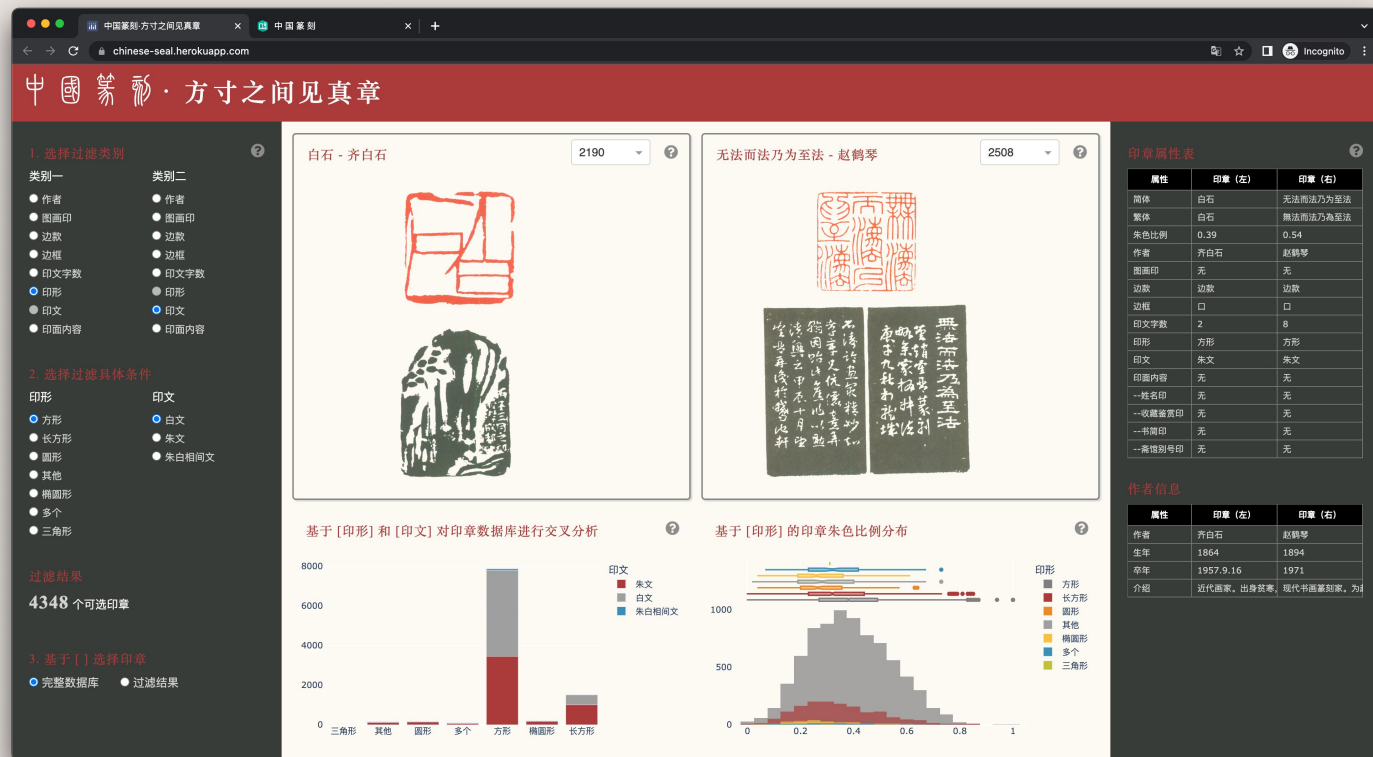 中国篆刻·方寸之间见真章
中国篆刻
chinese-seal.herokuapp.com
Incognito
中國篆刻·方寸之间见真章
1. 选择过滤类别
类别一
类别二
作者
作者
图画印
图画印
边款
边款
边框
边框
印文字数
印文字数
印形
印形
印文
印文
印面内容
印面内容
2. 选择过滤具体条件
印形
印文
方形
白文
长方形
朱文
圆形
朱白相间文
其他
椭圆形
多个
三角形
过滤结果
4348 个可选印章
3. 基于 [ ] 选择印章
完整数据库
过滤结果
白石 - 齐白石
2190
无法而法乃为至法 - 赵鹤琴
2508
無法而法乃為至法
基于 [印形] 和 [印文] 对印章数据库进行交叉分析
8000
6000
4000
2000
0
三角形 其他 圆形 多个 方形 椭圆形 长方形
印文
朱文
白文
朱白相间文
基于 [印形] 的印章朱色比例分布
1000
500
0
0 0.2 0.4 0.6 0.8 1
印形
方形
长方形
圆形
其他
椭圆形
多个
三角形
印章属性表
属性 印章（左） 印章（右）
简体 白石 无法而法乃为至法
繁体 白石 無法而法乃為至法
朱色比例 0.39 0.54
作者 齐白石 赵鹤琴
图画印 无 无
边款 边款 边款
边框 口 口
印文字数 2 8
印形 方形 方形
印文 朱文 朱文
印面内容 无 无
--姓名印 无 无
--收藏鉴赏印 无 无
--书简印 无 无
--斋馆别号印 无 无
作者信息
属性 印章（左） 印章（右）
作者 齐白石 赵鹤琴
生年 1864 1894
卒年 1957.9.16 1971
介绍 近代画家。出身贫寒， 现代书画篆刻家。为